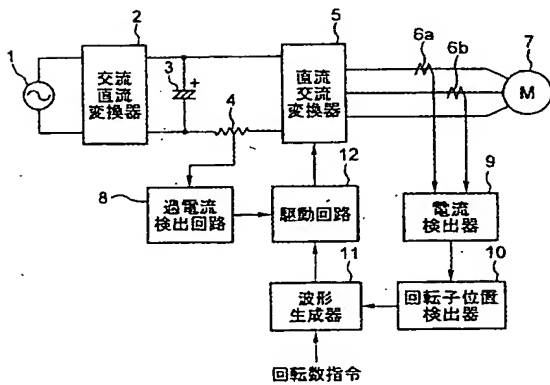 1
2
交流
直流
変換器
3
+
4
5
直流
交流
変換器
6a
6b
7
M
8
過電流
検出回路
12
駆動回路
9
電流
検出器
11
波形
生成器
10
回転子位置
検出器
回転数指令